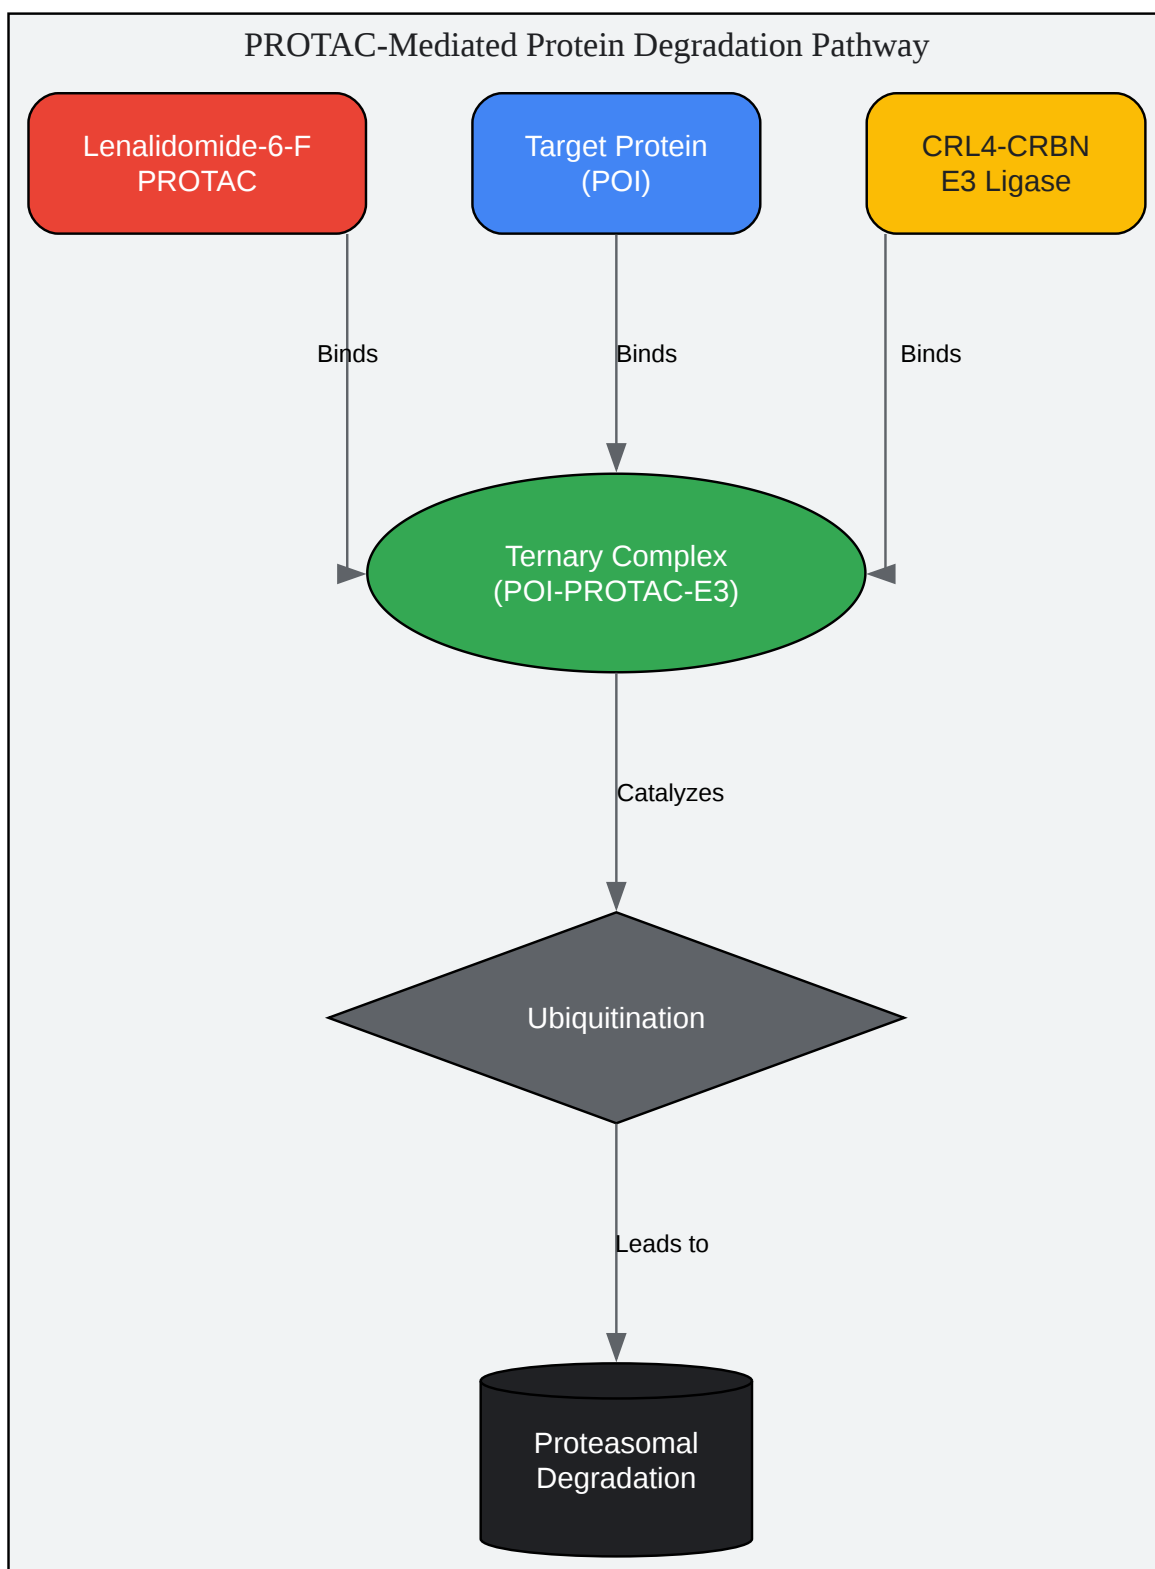 PROTAC-Mediated Protein Degradation Pathway
Lenalidomide-6-F
PROTAC
Target Protein
(POI)
CRL4-CRBN
E3 Ligase
Binds
Binds
Binds
Ternary Complex
(POI-PROTAC-E3)
Catalyzes
Ubiquitination
Leads to
Proteasomal
Degradation